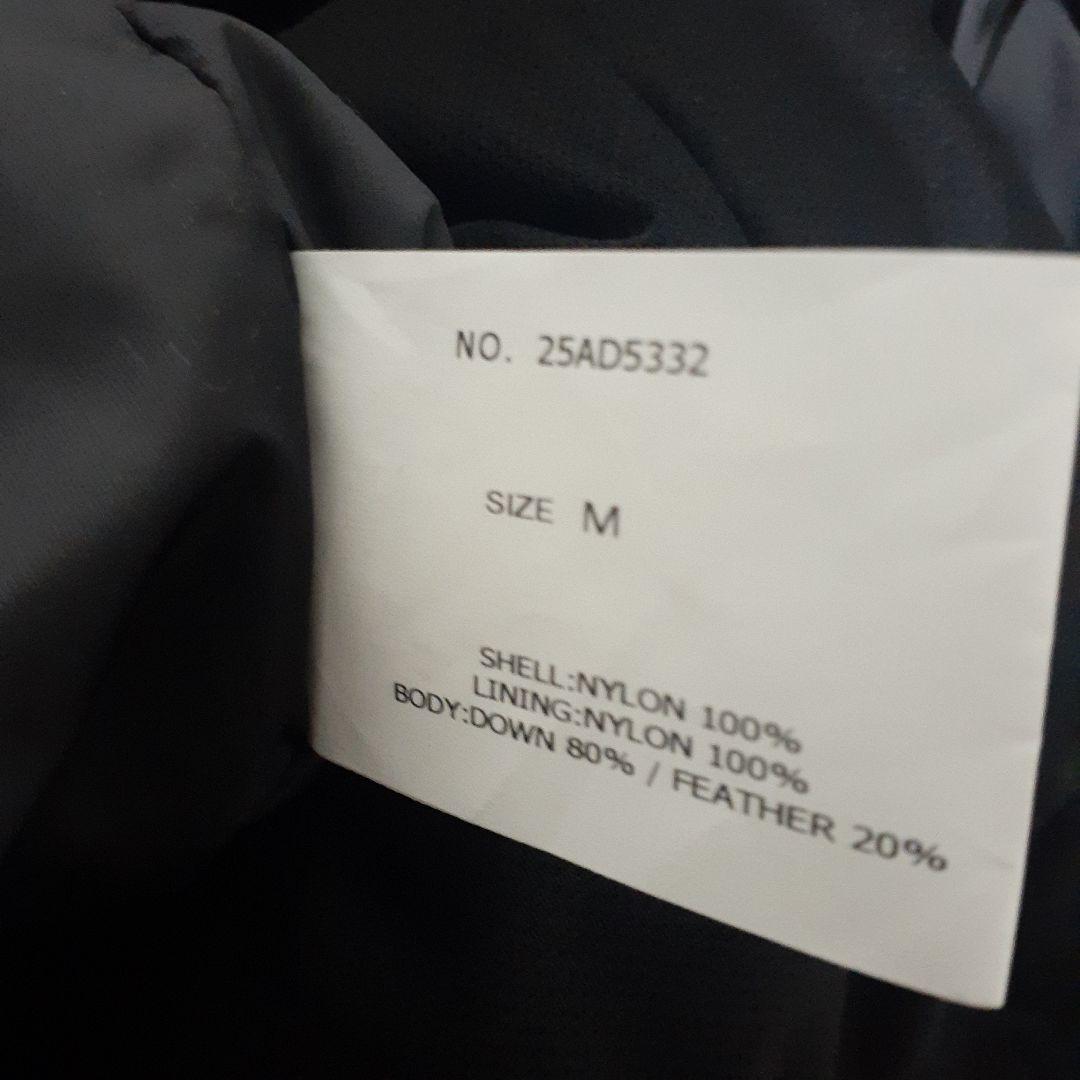 NO. 25AD5332
SIZE M
SHELL:NYLON 100%
LINING:NYLON 100%
BODY:DOWN 80% / FEATHER 20%